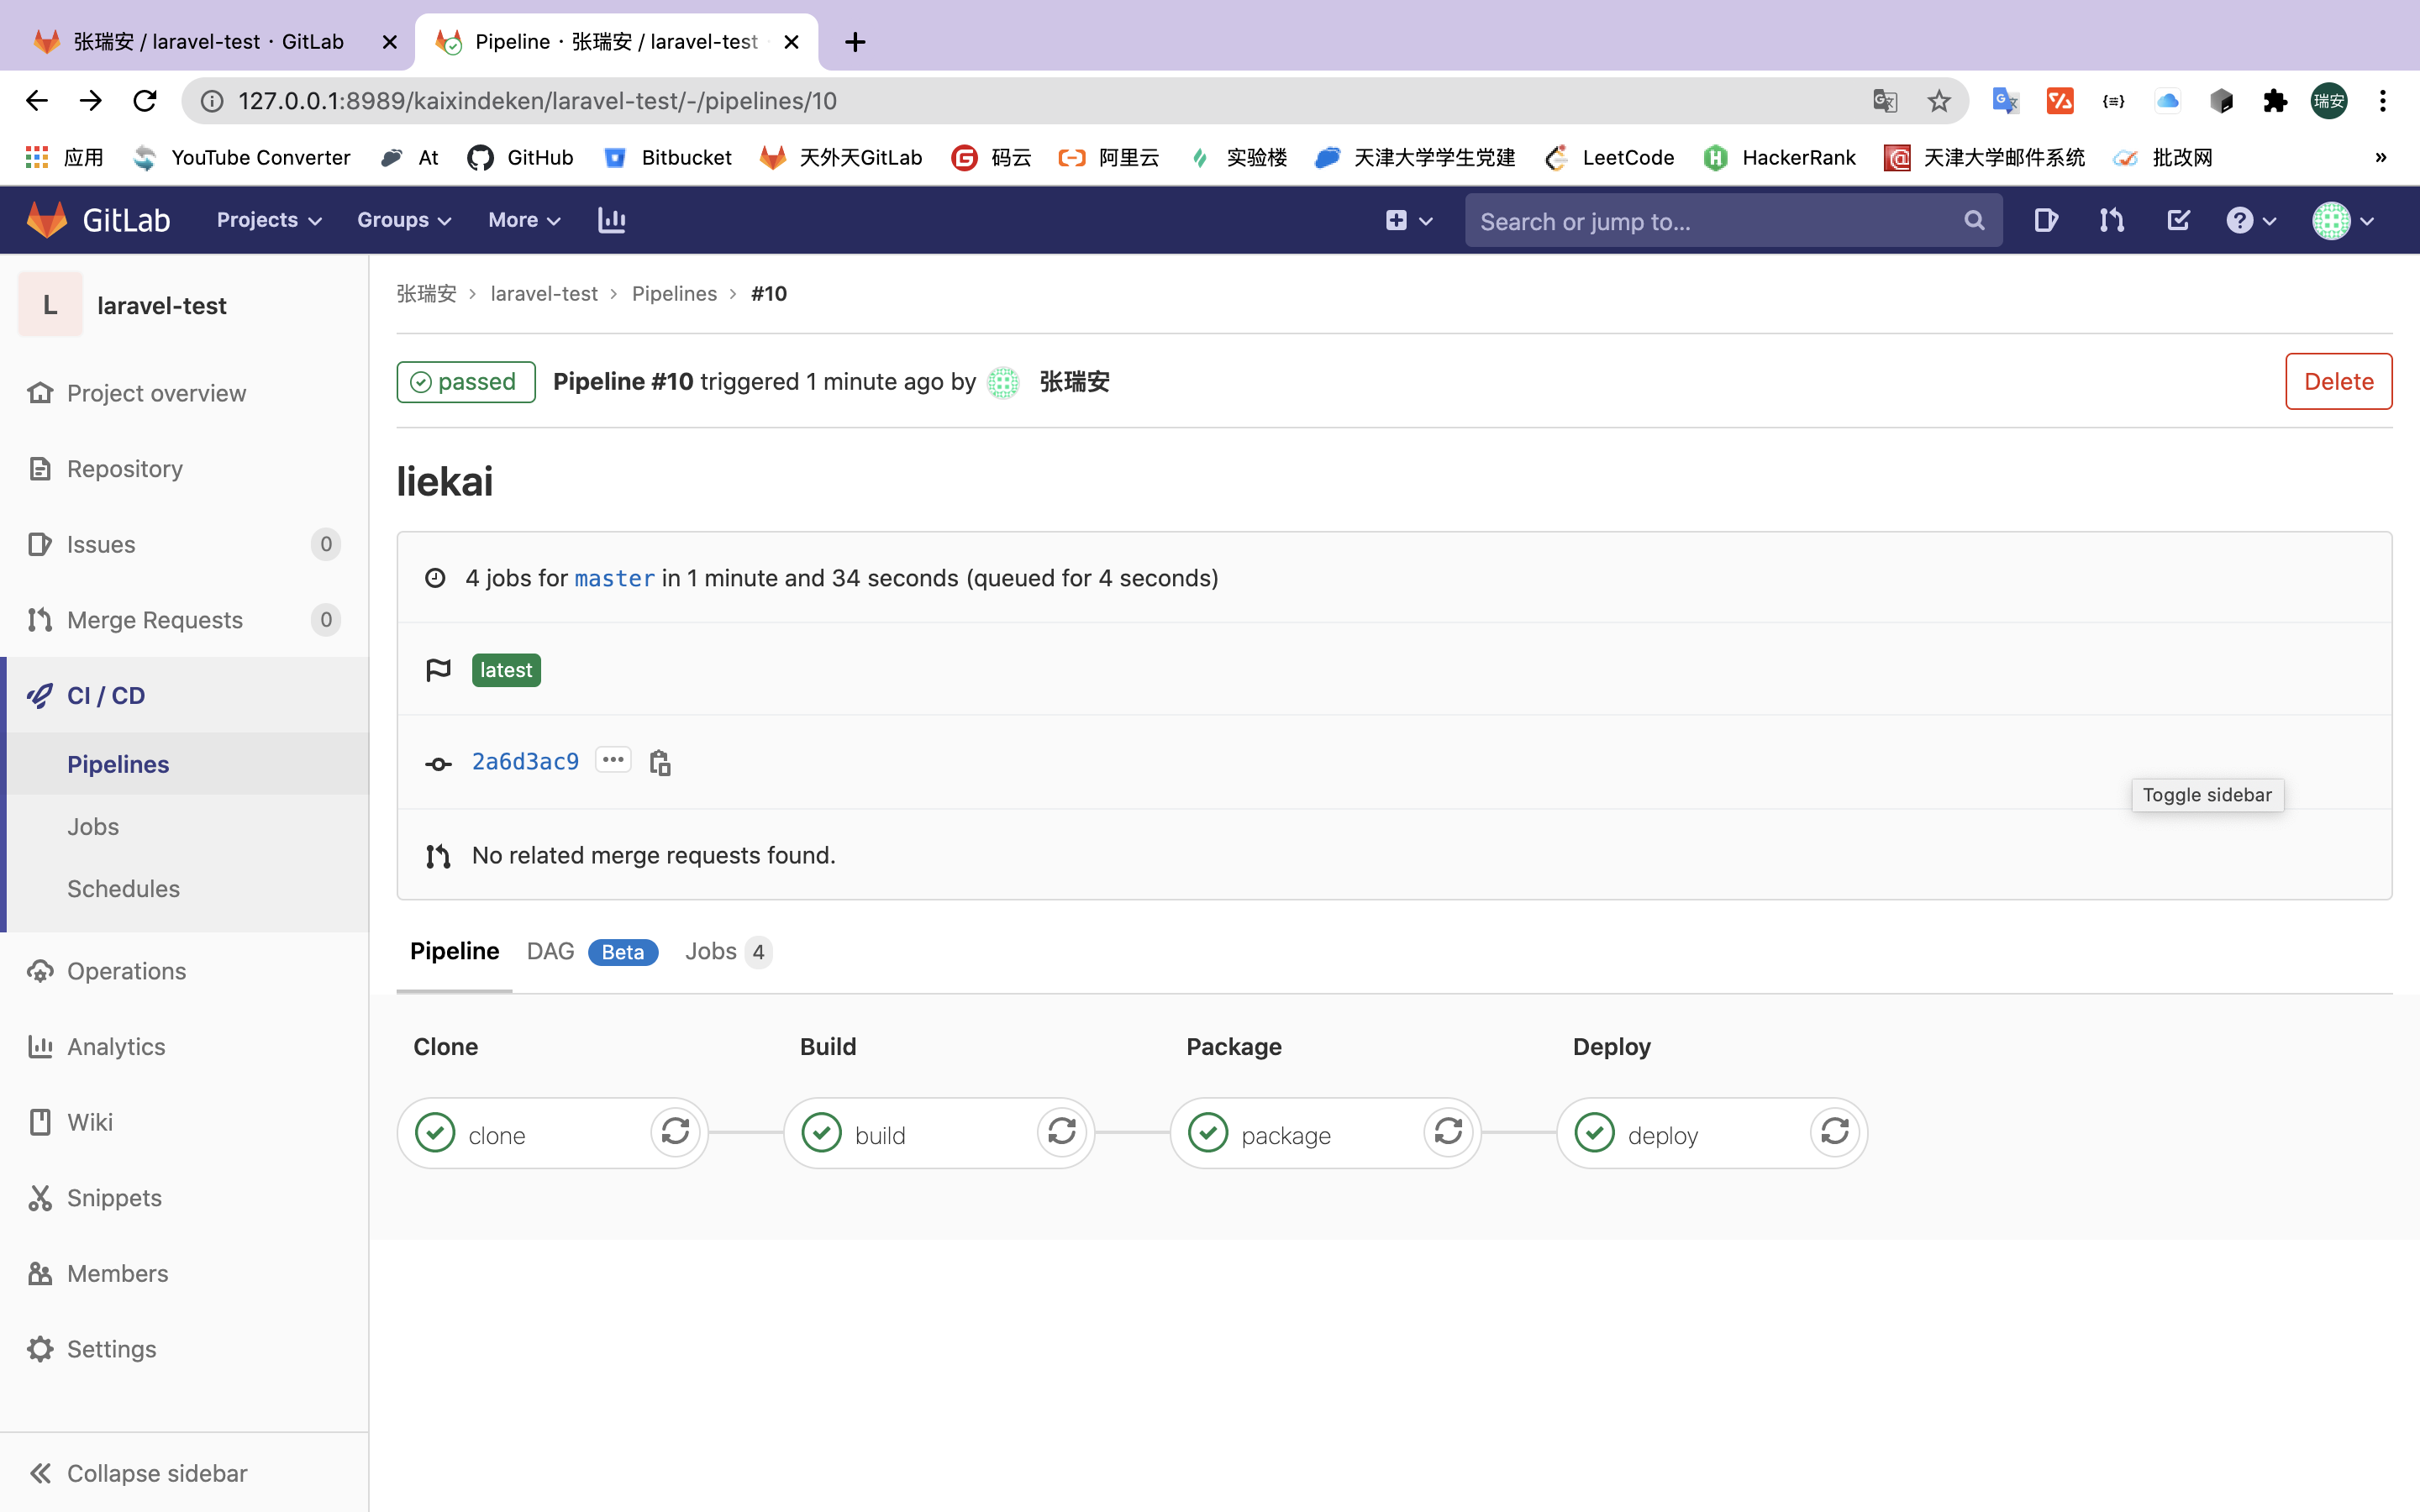 张瑞安 / laravel-test · GitLab
Pipeline · 张瑞安 / laravel-test
127.0.0.1:8989/kaixindeken/laravel-test/-/pipelines/10
瑞安
应用
YouTube Converter
At
GitHub
Bitbucket
天外天GitLab
码云
阿里云
实验楼
天津大学学生党建
LeetCode
HackerRank
天津大学邮件系统
批改网
»
GitLab
Projects
Groups
More
Search or jump to...
L
laravel-test
Project overview
Repository
Issues
0
Merge Requests
0
CI / CD
Pipelines
Jobs
Schedules
Operations
Analytics
Wiki
Snippets
Members
Settings
Collapse sidebar
张瑞安 > laravel-test > Pipelines > #10
passed
Pipeline #10 triggered 1 minute ago by 张瑞安
Delete
liekai
4 jobs for master in 1 minute and 34 seconds (queued for 4 seconds)
latest
2a6d3ac9
Toggle sidebar
No related merge requests found.
Pipeline
DAG
Beta
Jobs 4
Clone
Build
Package
Deploy
clone
build
package
deploy